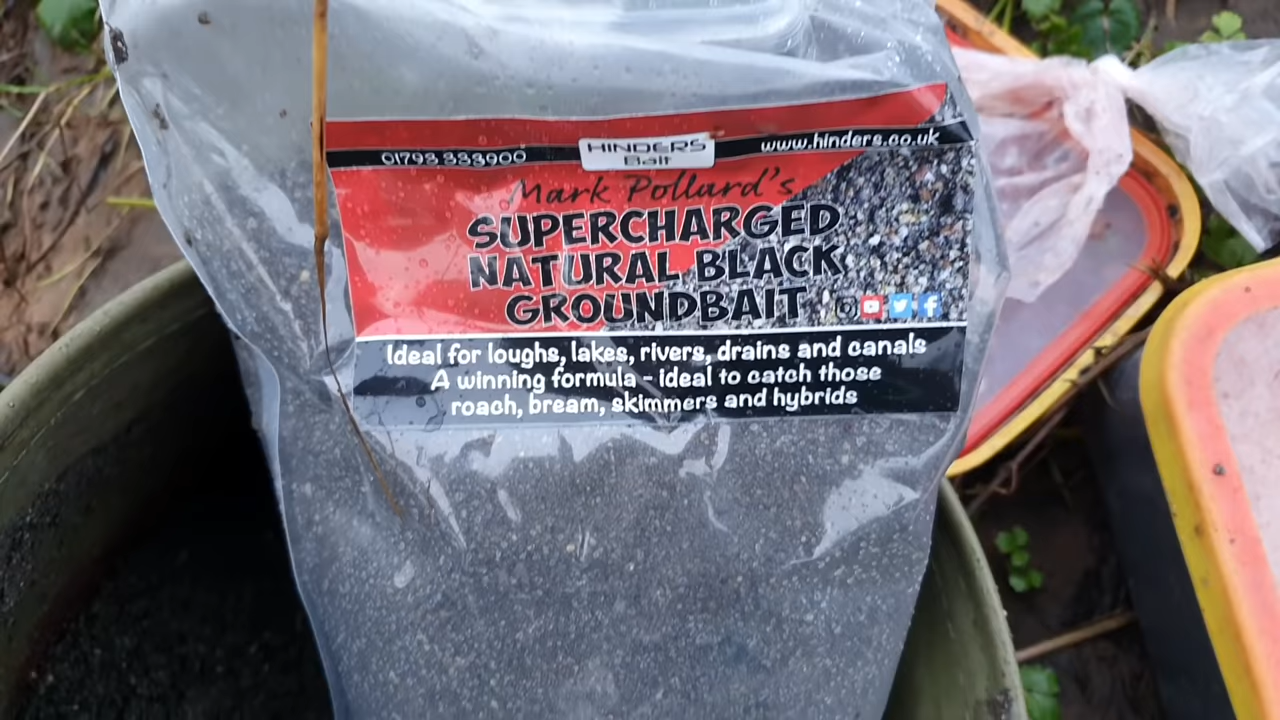 01793 333900 HINDERS www.hinders.co.uk
Bait
Mark Pollard's
SUPERCHARGED
NATURAL BLACK
GROUNDBAIT
Ideal for loughs, lakes, rivers, drains and canals
A winning formula - ideal to catch those
roach, bream, skimmers and hybrids